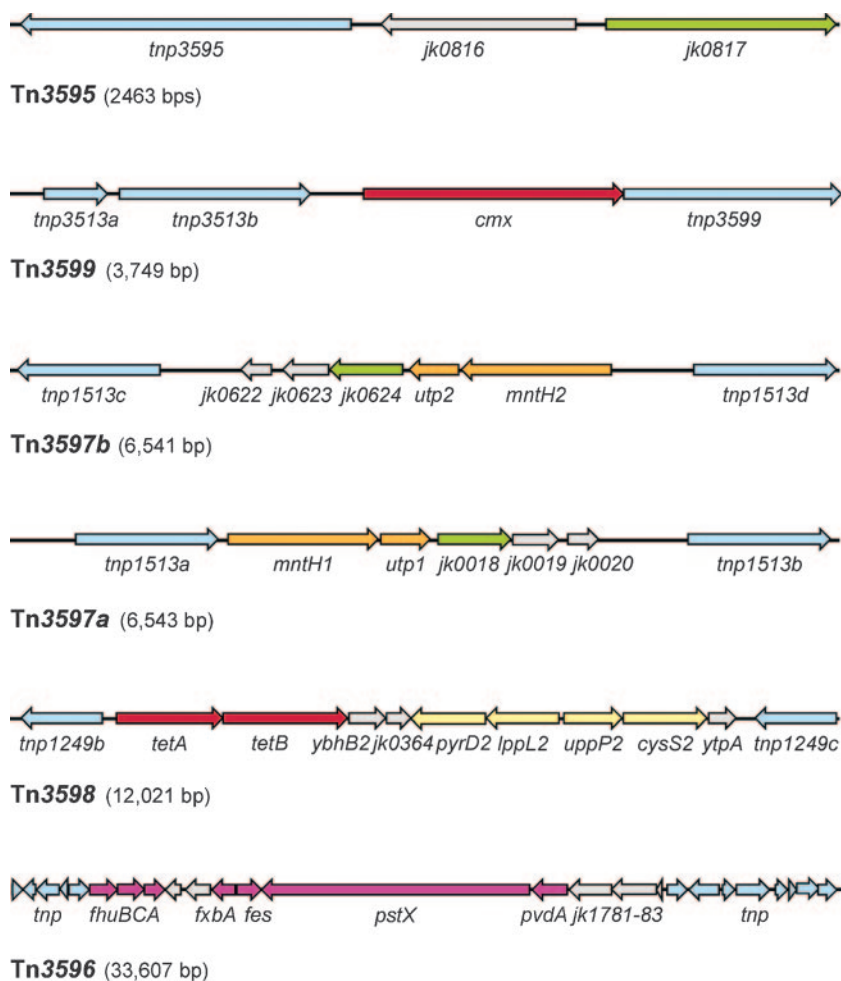 tnp3595 jk0816 jk0817
Tn3595 (2463 bps)
tnp3513a tnp3513b cmx tnp3599
Tn3599 (3,749 bp)
tnp1513c jk0622 jk0623 jk0624 utp2 mntH2 tnp1513d
Tn3597b (6,541 bp)
tnp1513a mntH1 utp1 jk0018 jk0019 jk0020 tnp1513b
Tn3597a (6,543 bp)
tnp1249b tetA tetB ybhB2 jk0364 pyrD2 lppL2 uppP2 cysS2 ytpA tnp1249c
Tn3598 (12,021 bp)
tnp fhuBCA fxbA fes pstX pvdA jk1781-83 tnp
Tn3596 (33,607 bp)